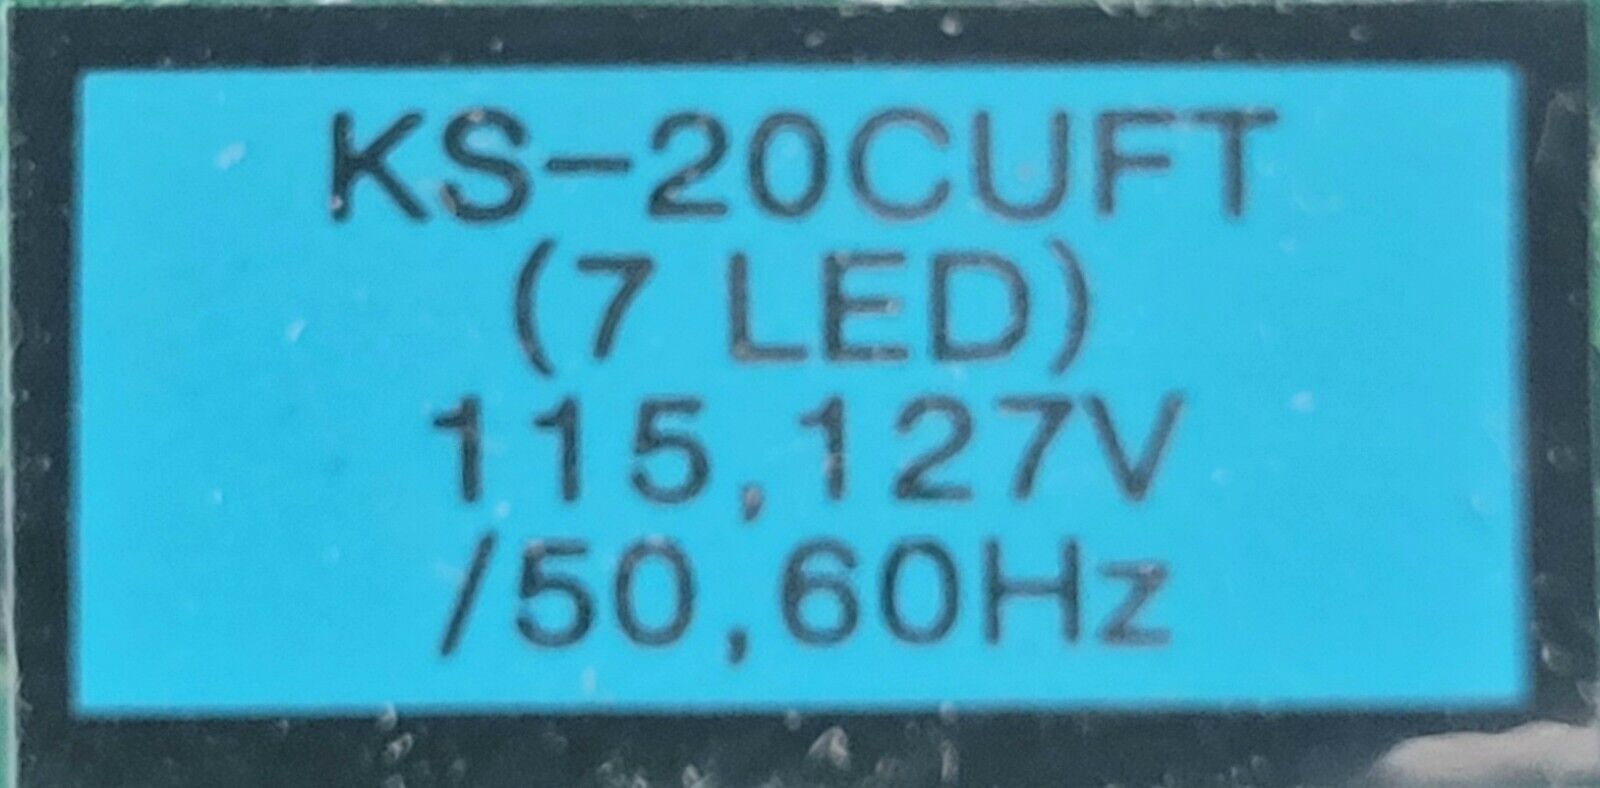 KS-20CUFT
(7 LED)
115,127V
/50,60Hz